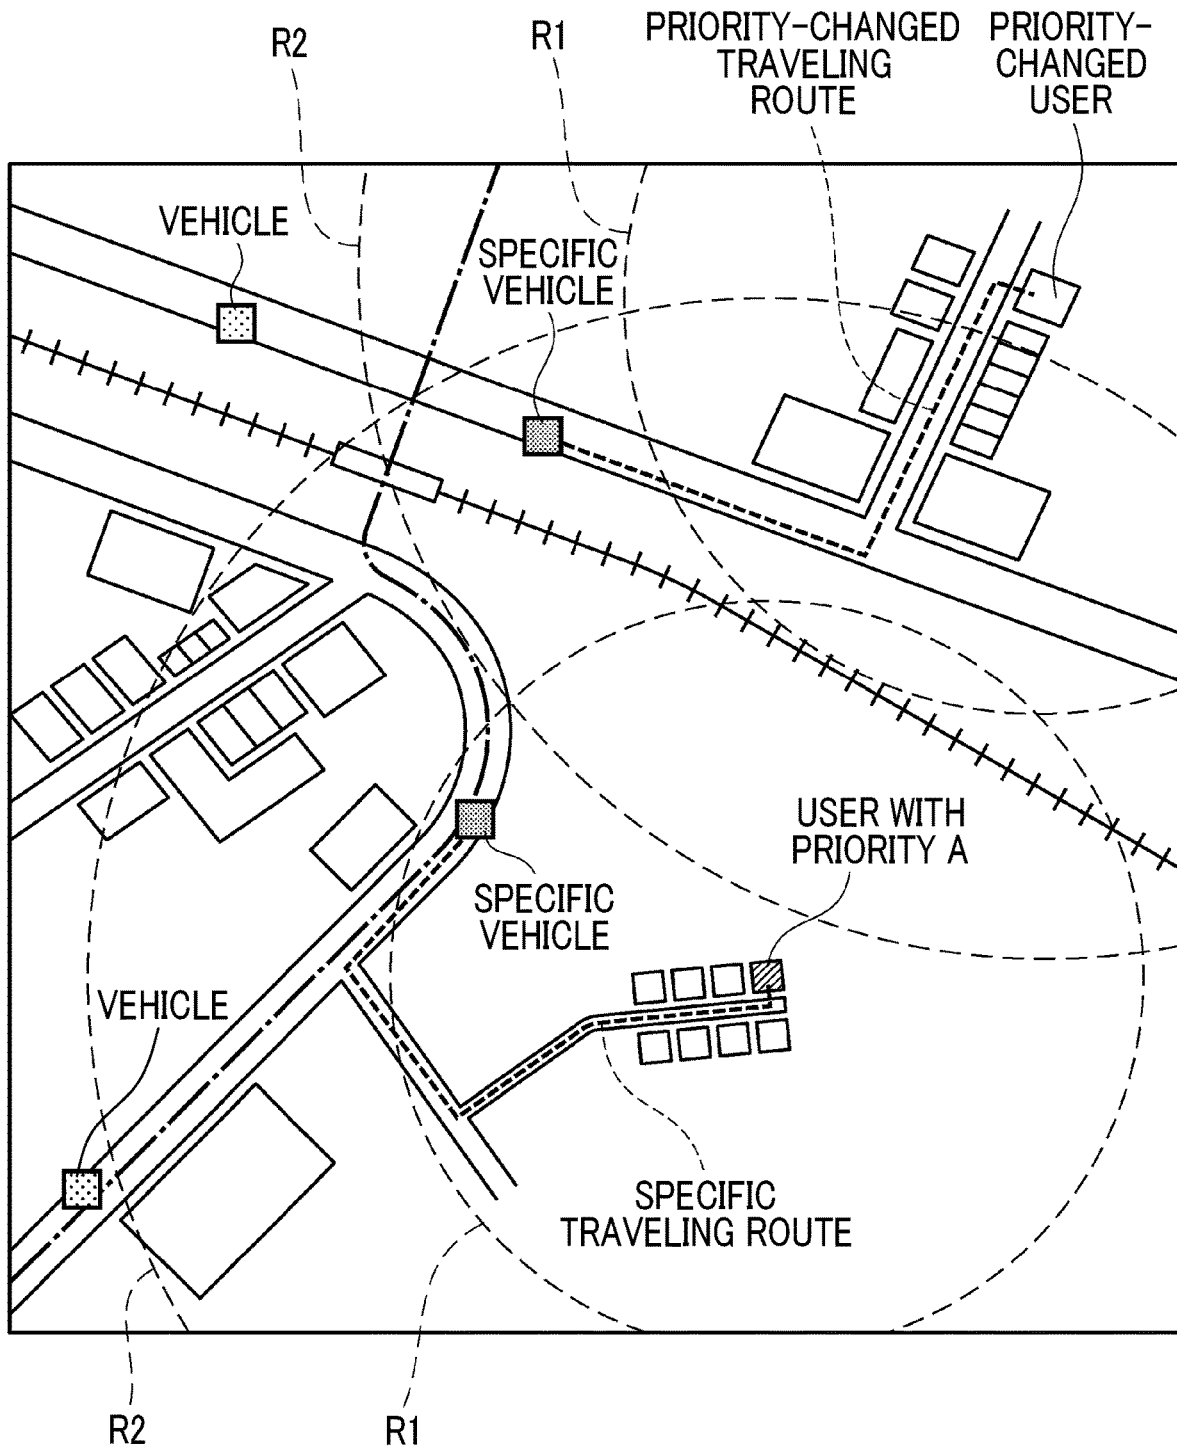 R2
R1
PRIORITY-CHANGED
TRAVELING
ROUTE
PRIORITY-
CHANGED
USER
VEHICLE
SPECIFIC
VEHICLE
USER WITH
PRIORITY A
SPECIFIC
VEHICLE
VEHICLE
SPECIFIC
TRAVELING ROUTE
R2
R1